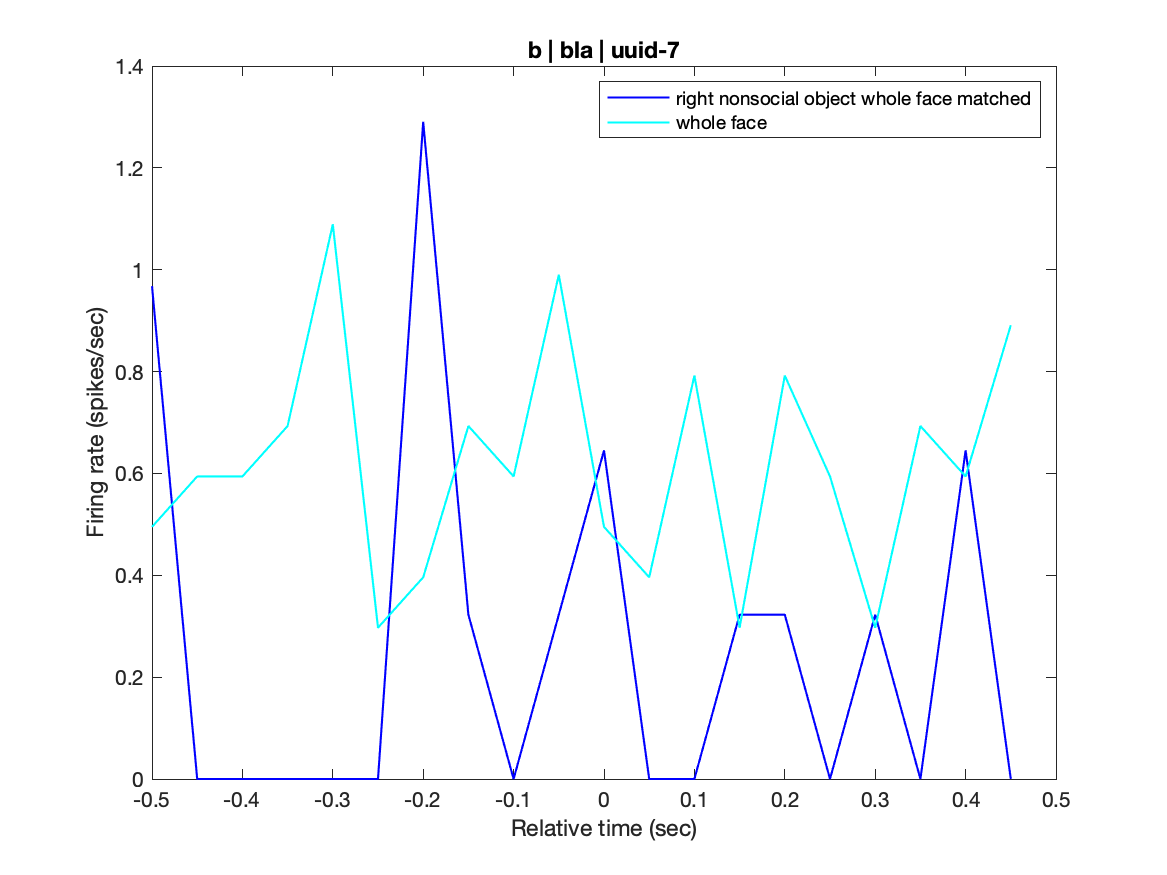 b | bla | uuid-7
right nonsocial object whole face matched
whole face
Firing rate (spikes/sec)
1.4
1.2
1
0.8
0.6
0.4
0.2
0
-0.5 -0.4 -0.3 -0.2 -0.1 0 0.1 0.2 0.3 0.4 0.5
Relative time (sec)